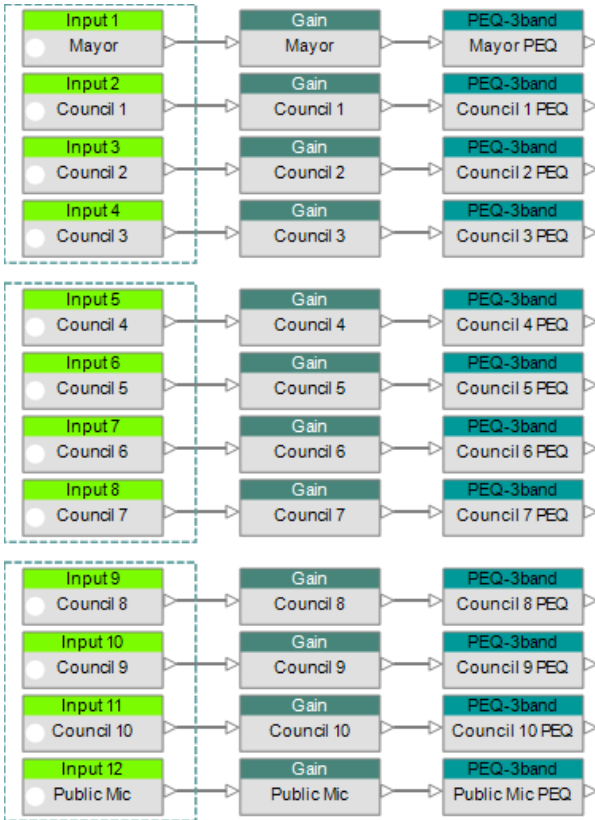 Input 1 Gain PEQ-3band
Mayor Mayor Mayor PEQ
Input 2 Gain PEQ-3band
Council 1 Council 1 Council 1 PEQ
Input 3 Gain PEQ-3band
Council 2 Council 2 Council 2 PEQ
Input 4 Gain PEQ-3band
Council 3 Council 3 Council 3 PEQ
Input 5 Gain PEQ-3band
Council 4 Council 4 Council 4 PEQ
Input 6 Gain PEQ-3band
Council 5 Council 5 Council 5 PEQ
Input 7 Gain PEQ-3band
Council 6 Council 6 Council 6 PEQ
Input 8 Gain PEQ-3band
Council 7 Council 7 Council 7 PEQ
Input 9 Gain PEQ-3band
Council 8 Council 8 Council 8 PEQ
Input 10 Gain PEQ-3band
Council 9 Council 9 Council 9 PEQ
Input 11 Gain PEQ-3band
Council 10 Council 10 Council 10 PEQ
Input 12 Gain PEQ-3band
Public Mic Public Mic Public Mic PEQ